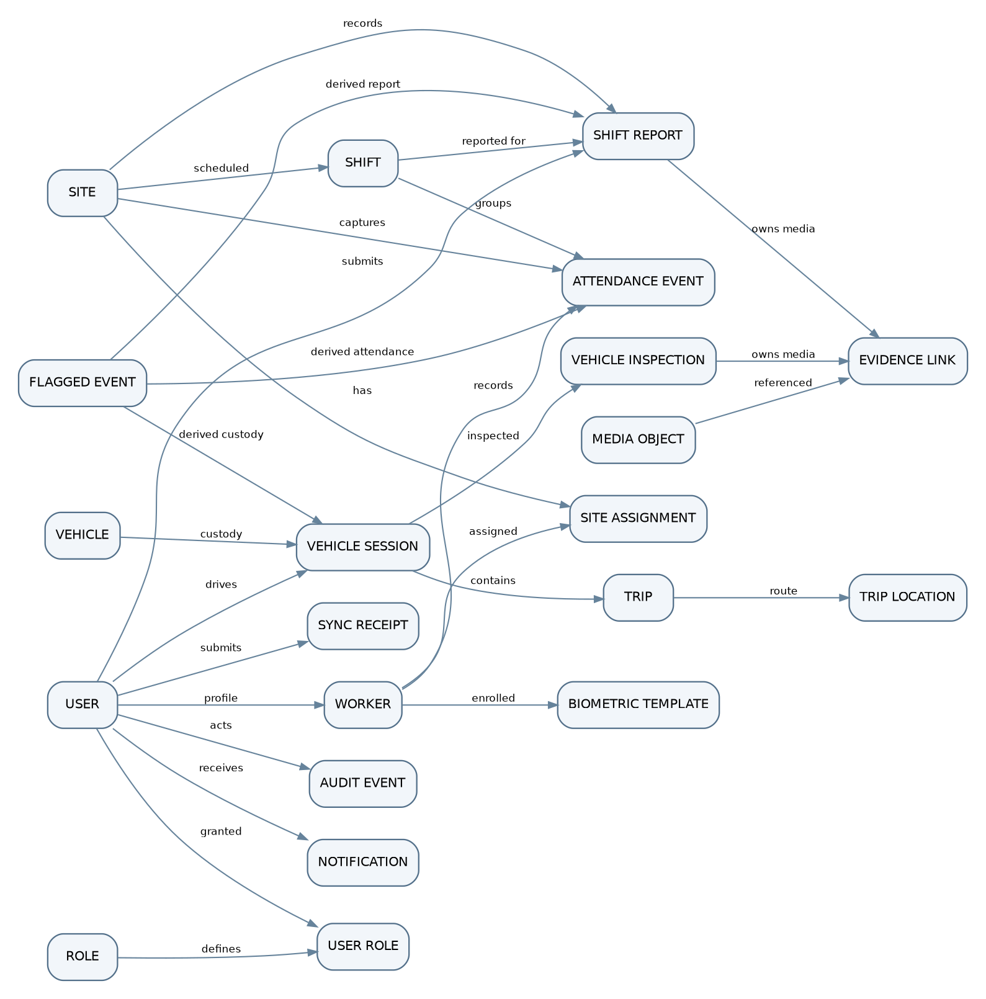 records
derived report
SHIFT REPORT
reported for
SHIFT
scheduled
SITE
groups
captures
owns media
submits
ATTENDANCE EVENT
derived attendance
VEHICLE INSPECTION
owns media
EVIDENCE LINK
FLAGGED EVENT
referenced
records
has
derived custody
inspected
MEDIA OBJECT
SITE ASSIGNMENT
assigned
VEHICLE
custody
VEHICLE SESSION
drives
contains
TRIP
route
TRIP LOCATION
SYNC RECEIPT
submits
USER
profile
WORKER
enrolled
BIOMETRIC TEMPLATE
acts
receives
AUDIT EVENT
granted
NOTIFICATION
USER ROLE
ROLE
defines